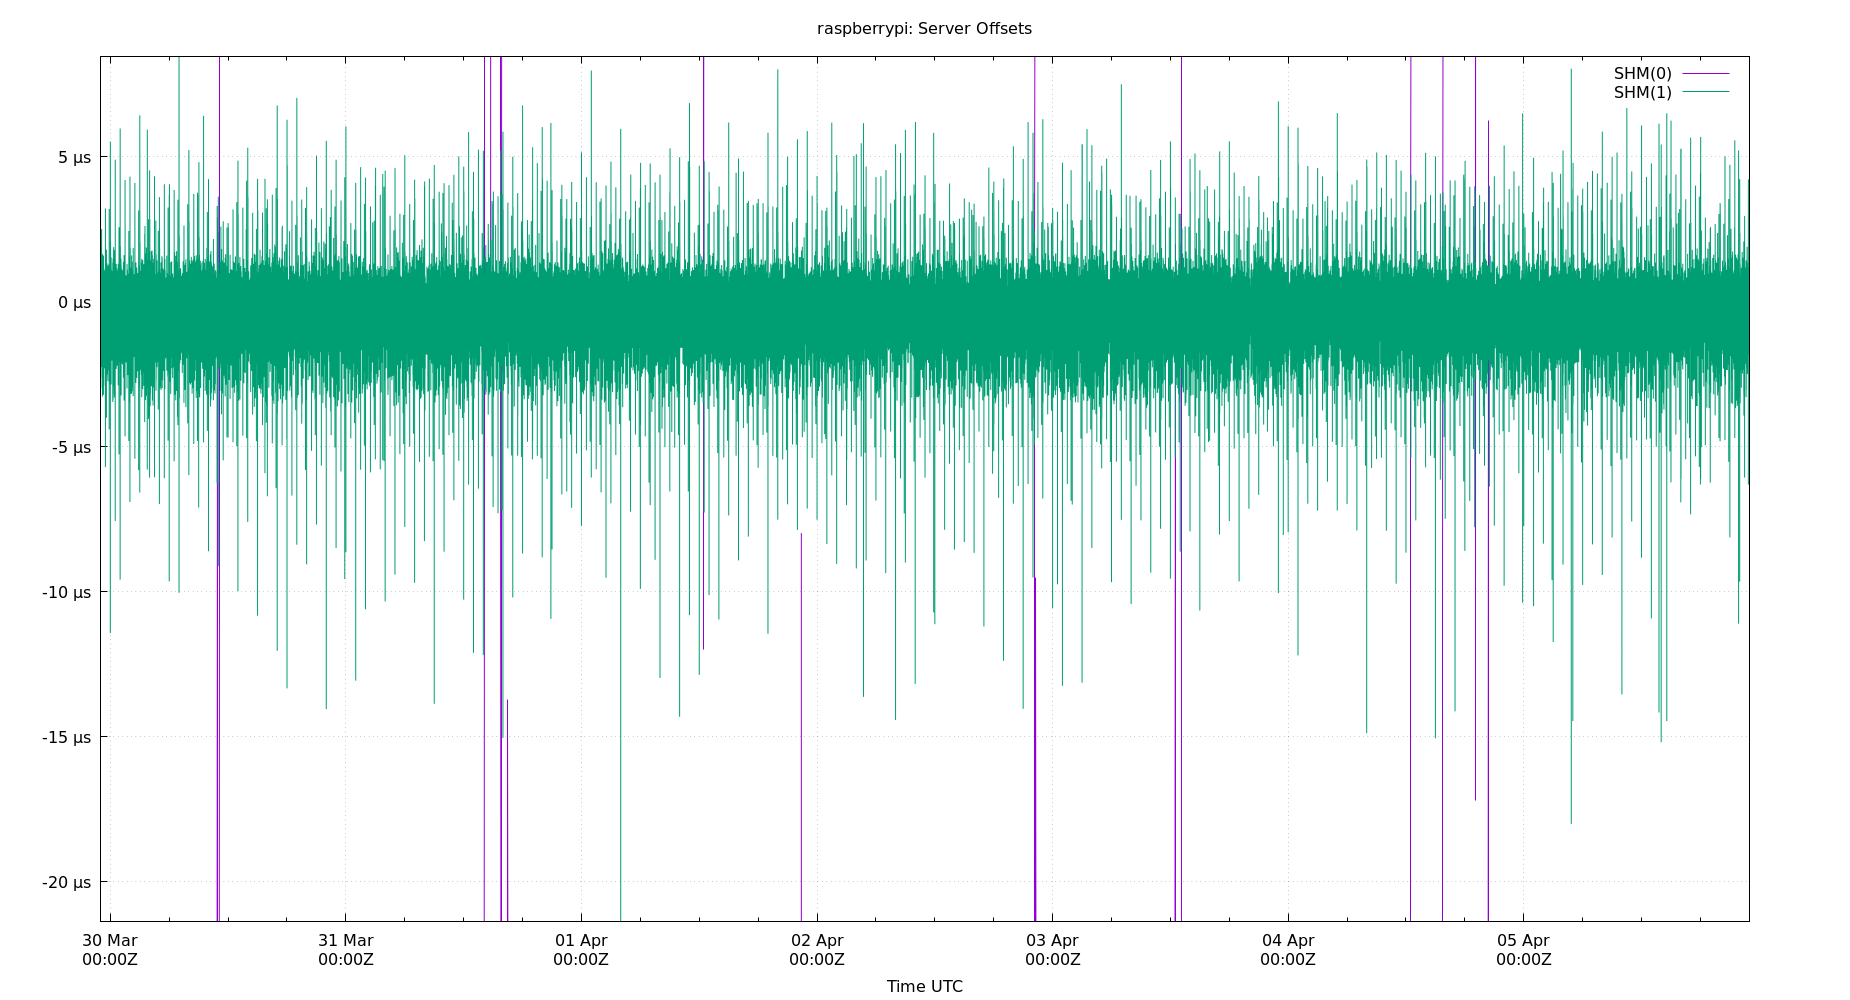 raspberrypi: Server Offsets
SHM(0)
SHM(1)
5 µs
0 µs
-5 µs
-10 µs
-15 µs
-20 µs
30 Mar 31 Mar 01 Apr 02 Apr 03 Apr 04 Apr 05 Apr
00:00Z 00:00Z 00:00Z 00:00Z 00:00Z 00:00Z 00:00Z
Time UTC